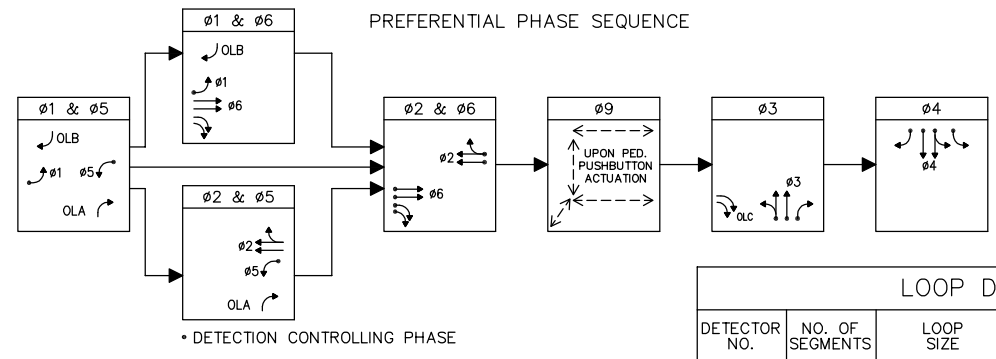 PREFERENTIAL PHASE SEQUENCE
ø1 & ø6
OLB
ø1
ø6
ø1 & ø5
OLB
ø1
ø5
OLA
ø2 & ø5
ø2
ø5
OLA
ø2 & ø6
ø2
ø6
ø9
UPON PED.
PUSHBUTTON
ACTUATION
ø3
ø3
OLC
ø4
ø4
• DETECTION CONTROLLING PHASE
LOOP D
DETECTOR NO.
NO. OF SEGMENTS
LOOP SIZE